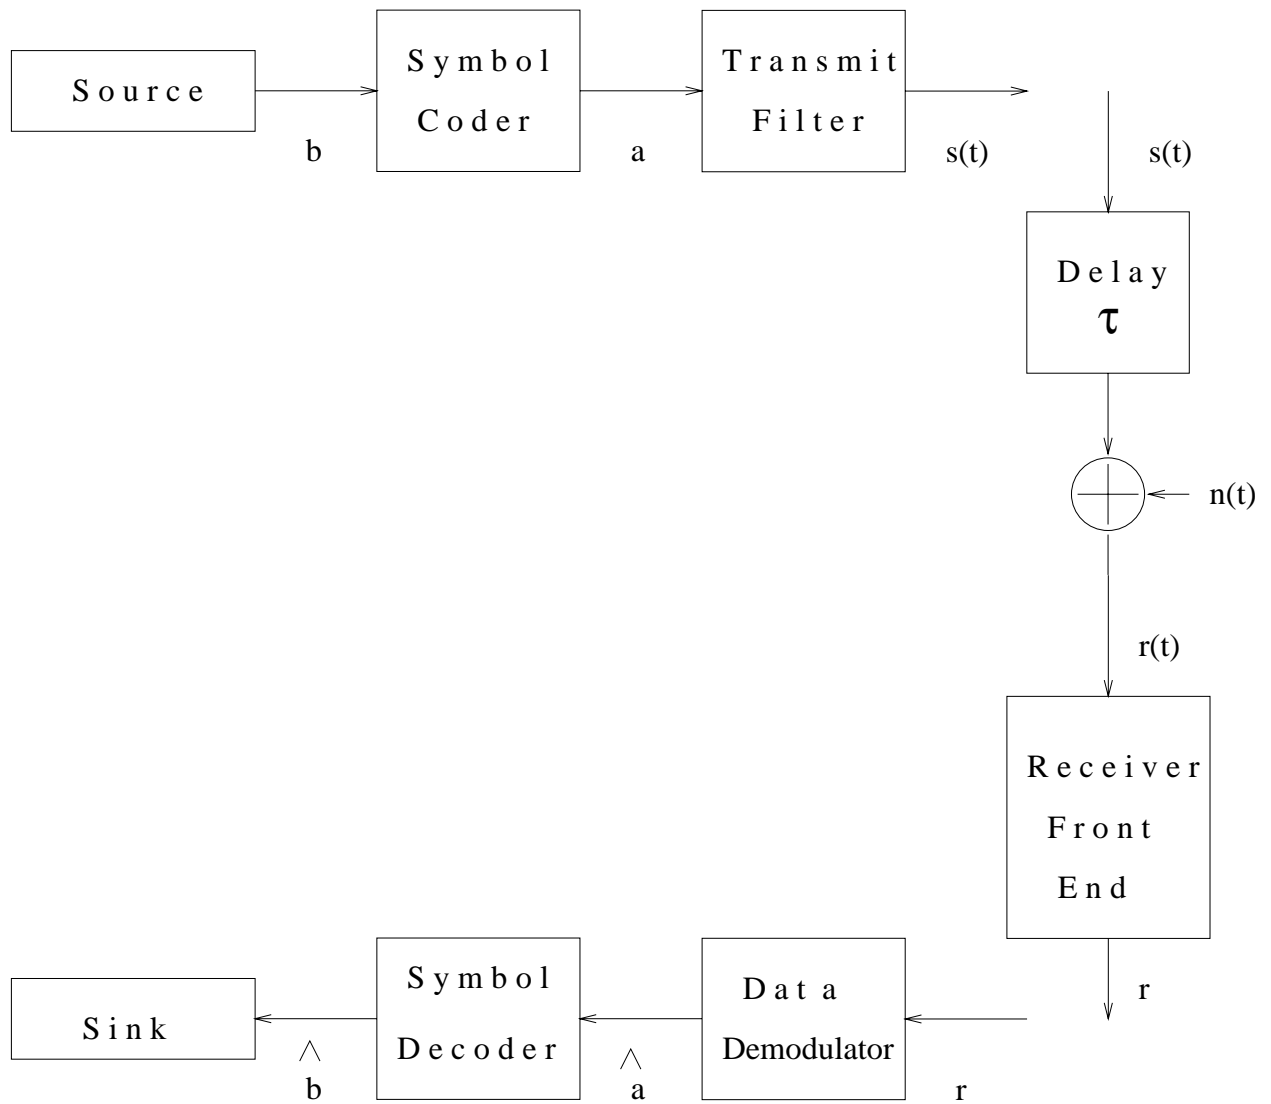 Source
Symbol
Coder
Transmit
Filter
b
a
s(t)
s(t)
Delay
τ
n(t)
r(t)
Receiver
Front
End
r
Data
Demodulator
Symbol
Decoder
Sink
r
^
a
^
b